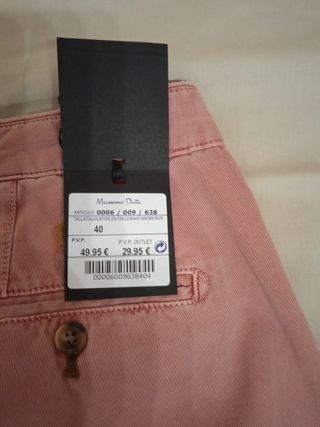 Massimo Dutti
ARTICULO 0006 / 009 / 638
40
P.V.P. P.V.P. OUTLET
49.95 € 29.95 €
00006009638404